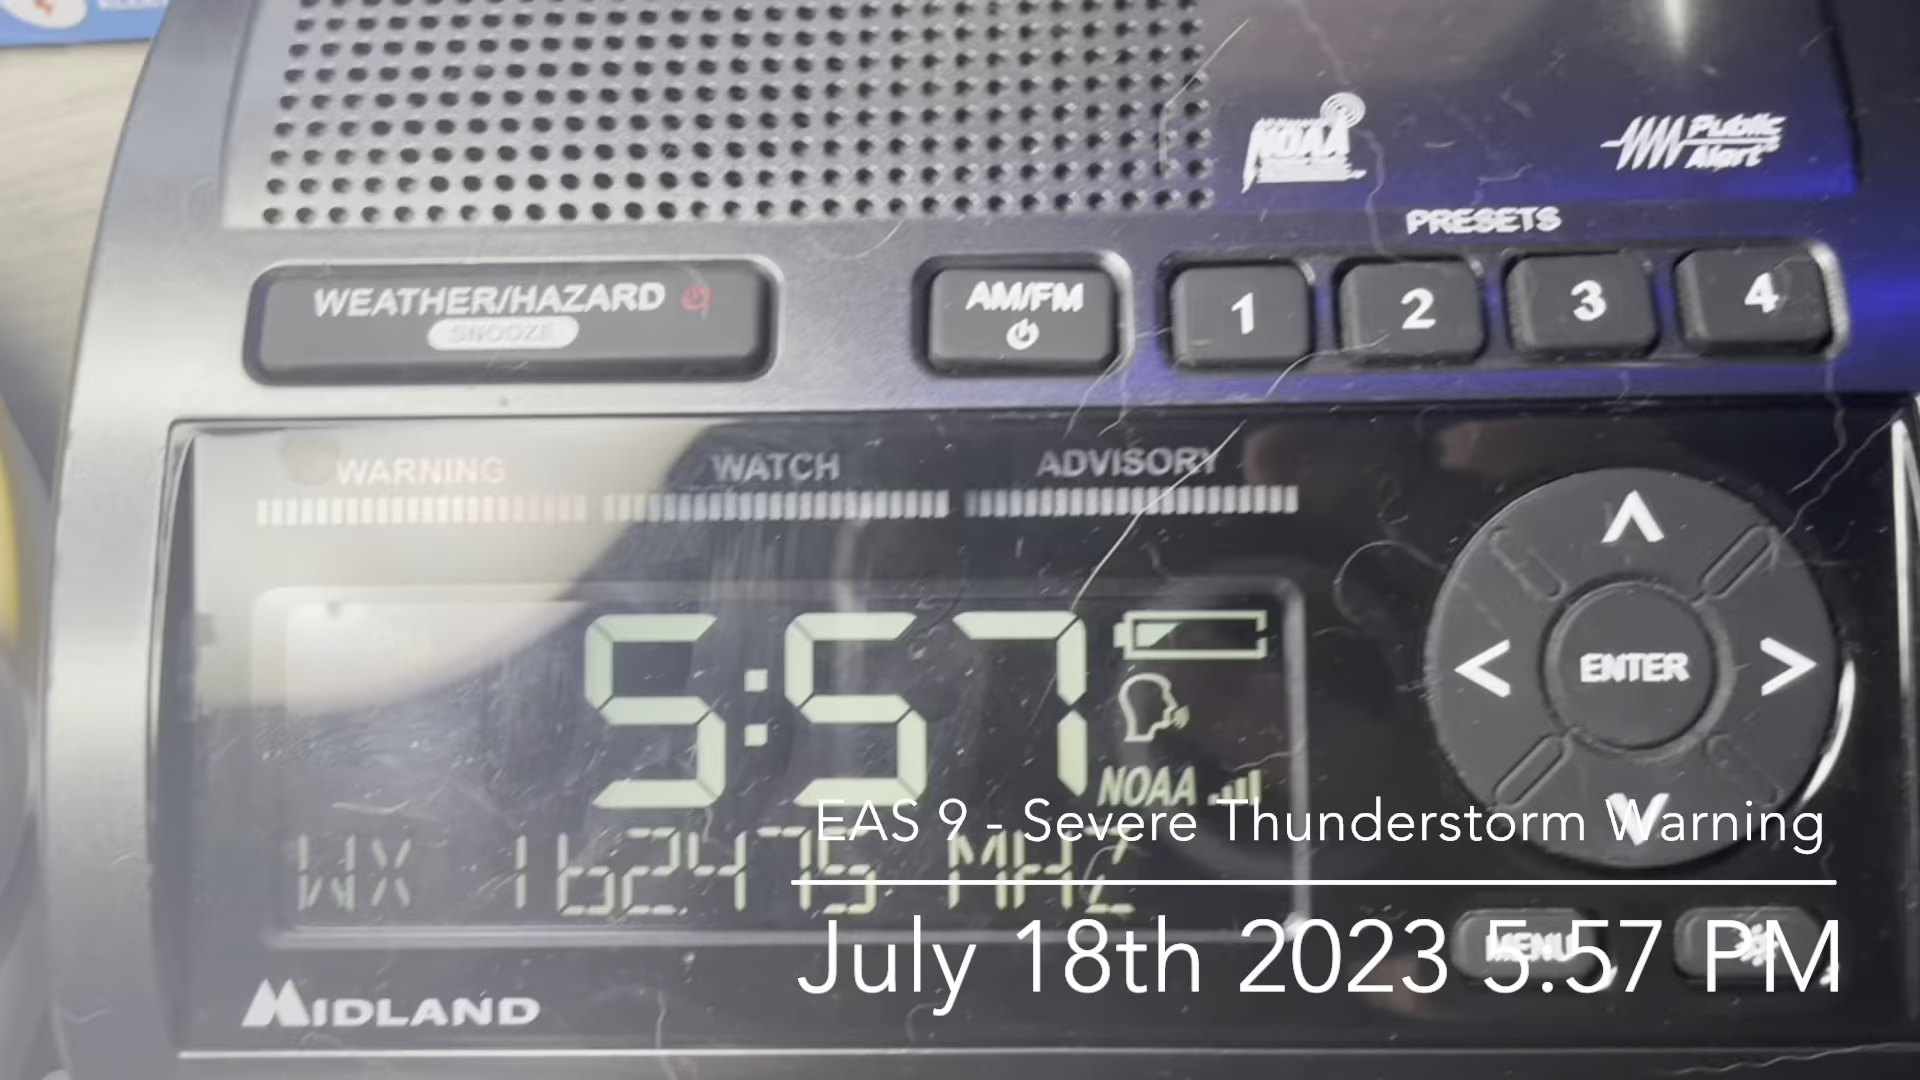 NOAA
Public
Alert
PRESETS
WEATHER/HAZARD
SNOOZE
AM/FM
1
2
3
4
WARNING
WATCH
ADVISORY
5:57
NOAA
WX 162475 MHZ
ENTER
MENU
MIDLAND
EAS 9 - Severe Thunderstorm Warning
July 18th 2023 5:57 PM